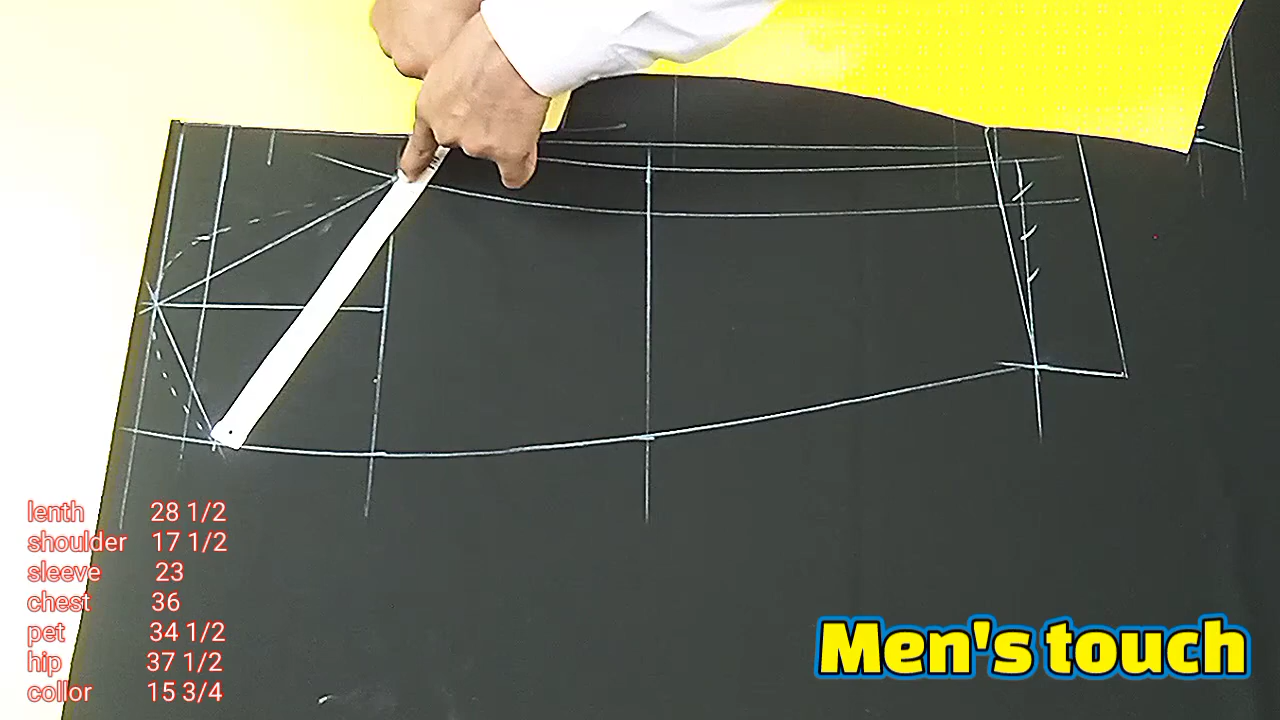 lenth 28 1/2
shoulder 17 1/2
sleeve 23
chest 36
pet 34 1/2
hip 37 1/2
collor 15 3/4
Men's touch